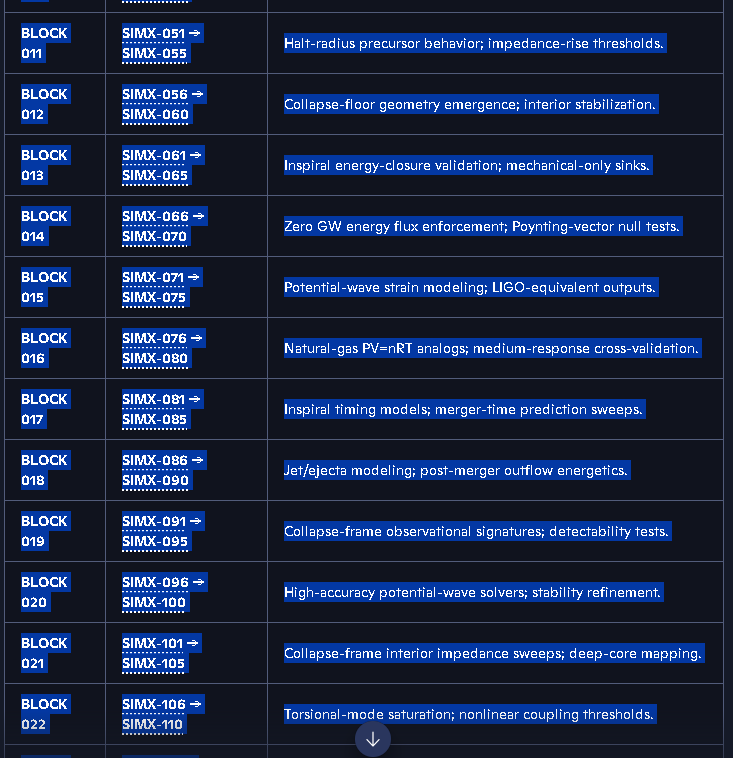 BLOCK
011
SIMX-051 →
SIMX-055
Halt-radius precursor behavior; impedance-rise thresholds.
BLOCK
012
SIMX-056 →
SIMX-060
Collapse-floor geometry emergence; interior stabilization.
BLOCK
013
SIMX-061 →
SIMX-065
Inspiral energy-closure validation; mechanical-only sinks.
BLOCK
014
SIMX-066 →
SIMX-070
Zero GW energy flux enforcement; Poynting-vector null tests.
BLOCK
015
SIMX-071 →
SIMX-075
Potential-wave strain modeling; LIGO-equivalent outputs.
BLOCK
016
SIMX-076 →
SIMX-080
Natural-gas PV=nRT analogs; medium-response cross-validation.
BLOCK
017
SIMX-081 →
SIMX-085
Inspiral timing models; merger-time prediction sweeps.
BLOCK
018
SIMX-086 →
SIMX-090
Jet/ejecta modeling; post-merger outflow energetics.
BLOCK
019
SIMX-091 →
SIMX-095
Collapse-frame observational signatures; detectability tests.
BLOCK
020
SIMX-096 →
SIMX-100
High-accuracy potential-wave solvers; stability refinement.
BLOCK
021
SIMX-101 →
SIMX-105
Collapse-frame interior impedance sweeps; deep-core mapping.
BLOCK
022
SIMX-106 →
SIMX-110
Torsional-mode saturation; nonlinear coupling thresholds.